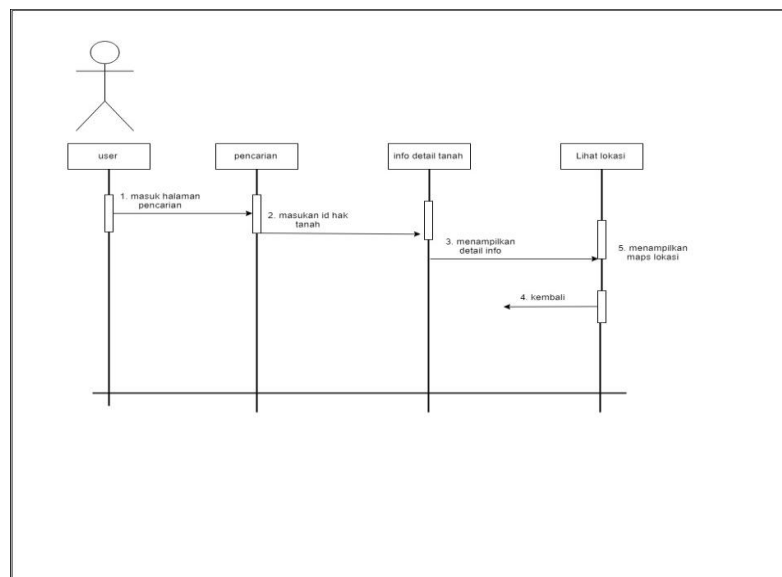 user
pencarian
info detail tanah
Lihat lokasi
1. masuk halaman
pencarian
2. masukan id hak
tanah
3. menampilkan
detail info
5. menampilkan
maps lokasi
4. kembali